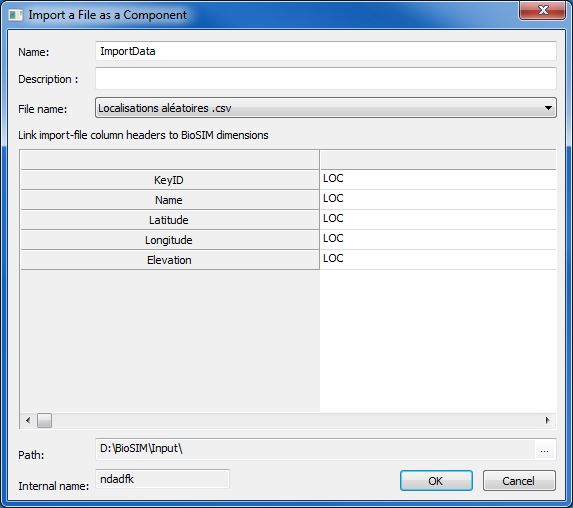 Import a File as a Component
Name: ImportData
Description :
File name: Localisations aléatoires .csv
Link import-file column headers to BioSIM dimensions
KeyID LOC
Name LOC
Latitude LOC
Longitude LOC
Elevation LOC
Path: D:\BioSIM\Input\ ...
Internal name: ndadfk OK Cancel